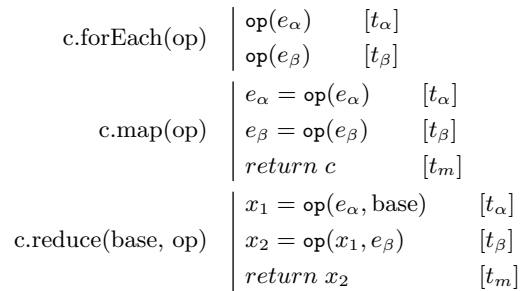 c.forEach(op) | op(e_α) [t_α]
op(e_β) [t_β]
c.map(op) | e_α = op(e_α) [t_α]
e_β = op(e_β) [t_β]
return c [t_m]
c.reduce(base, op) | x_1 = op(e_α, base) [t_α]
x_2 = op(x_1, e_β) [t_β]
return x_2 [t_m]